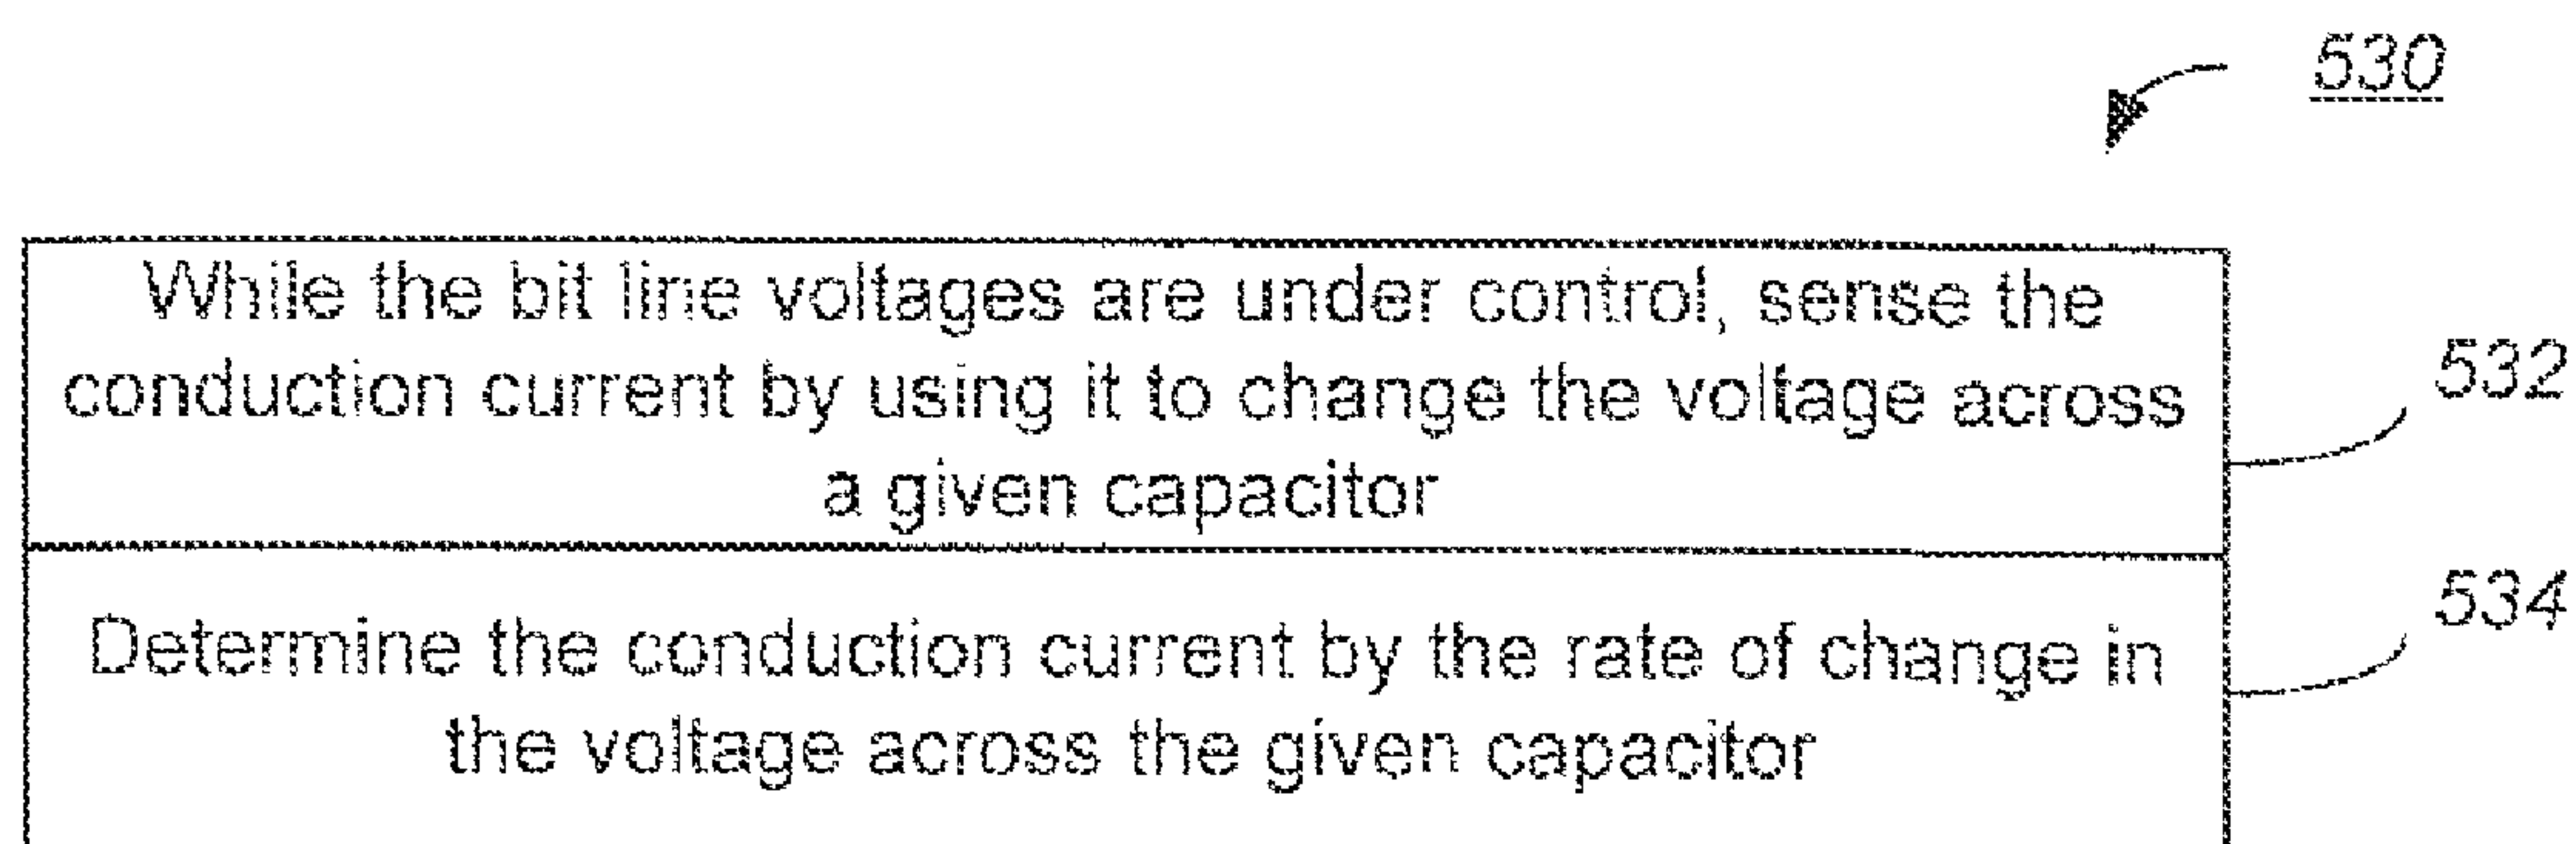 530
While the bit line voltages are under control, sense the
conduction current by using it to change the voltage across
a given capacitor
532
Determine the conduction current by the rate of change in
the voltage across the given capacitor
534